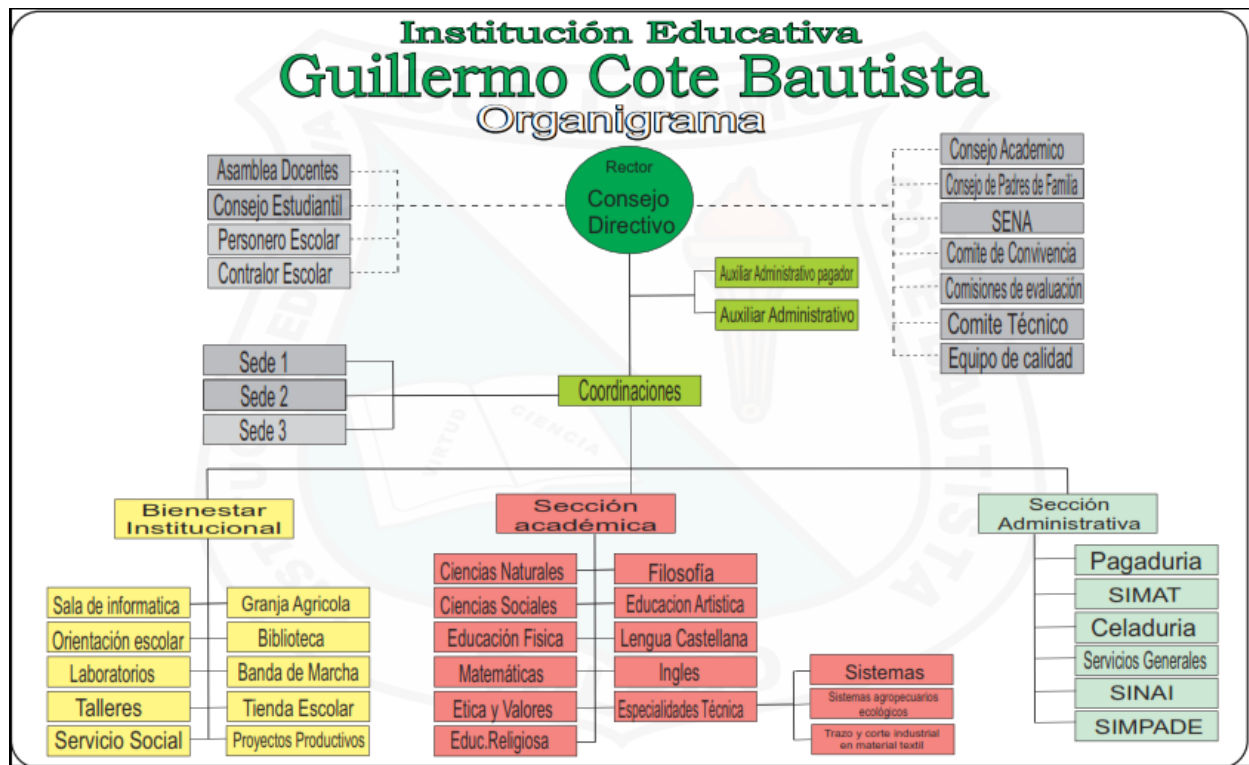 Institución Educativa
Guillermo Cote Bautista
Organigrama
Asamblea Docentes
Consejo Estudiantil
Personero Escolar
Contralor Escolar
Rector
Consejo
Directivo
Consejo Academico
Consejo de Padres de Familia
SENA
Comite de Convivencia
Comisiones de evaluación
Comite Técnico
Equipo de calidad
Auxiliar Administrativo pagador
Auxiliar Administrativo
Sede 1
Sede 2
Sede 3
Coordinaciones
Bienestar
Institucional
Sala de informatica
Orientación escolar
Laboratorios
Talleres
Servicio Social
Granja Agricola
Biblioteca
Banda de Marcha
Tienda Escolar
Proyectos Productivos
Sección
académica
Ciencias Naturales
Ciencias Sociales
Educación Fisica
Matemáticas
Etica y Valores
Educ.Religiosa
Filosofía
Educacion Artistica
Lengua Castellana
Ingles
Especialidades Técnica
Sistemas
Sistemas agropecuarios
ecológicos
Trazo y corte industrial
en material textil
Sección
Administrativa
Pagaduria
SIMAT
Celaduria
Servicios Generales
SINAI
SIMPADE
VIRTUD
CIENCIA